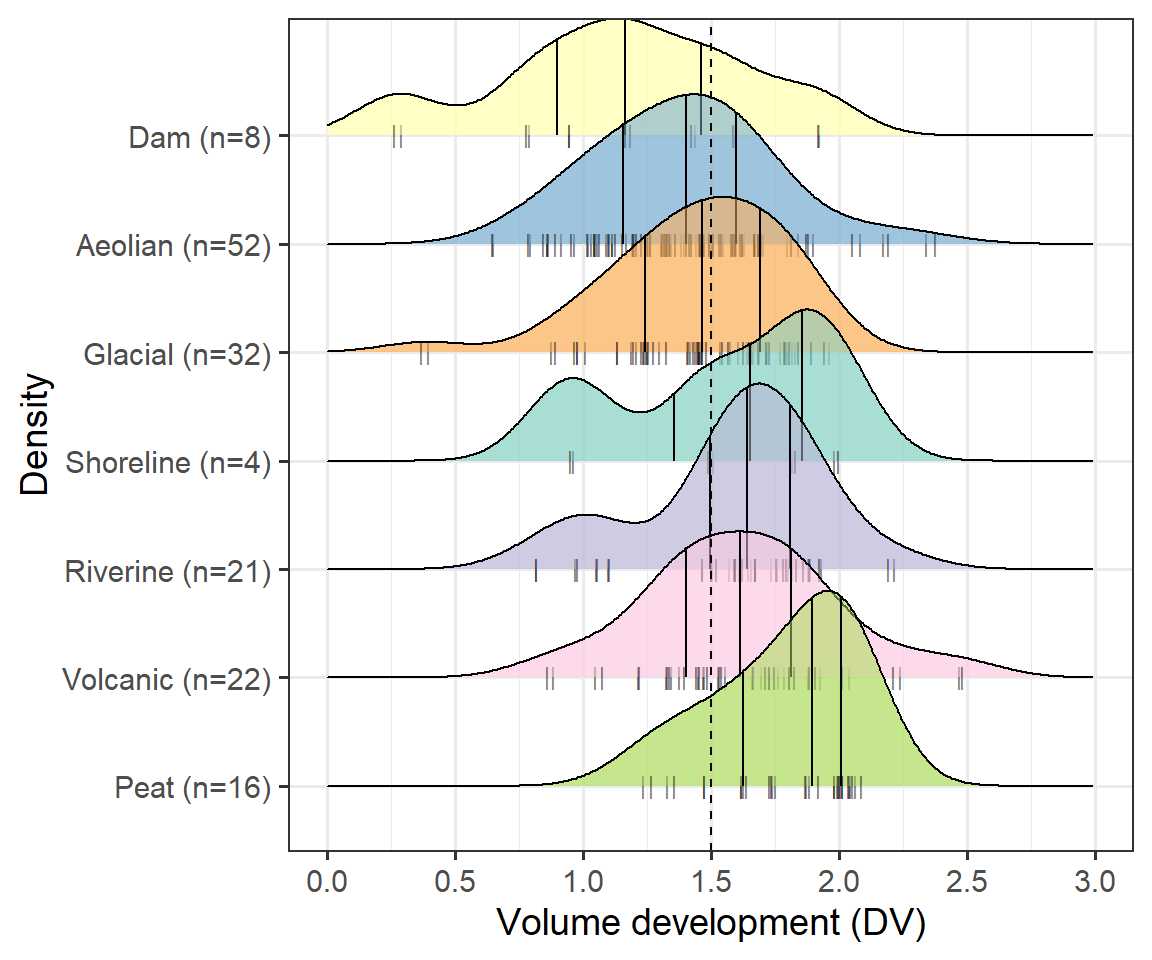 Density
Dam (n=8)
Aeolian (n=52)
Glacial (n=32)
Shoreline (n=4)
Riverine (n=21)
Volcanic (n=22)
Peat (n=16)
0.0 0.5 1.0 1.5 2.0 2.5 3.0
Volume development (DV)